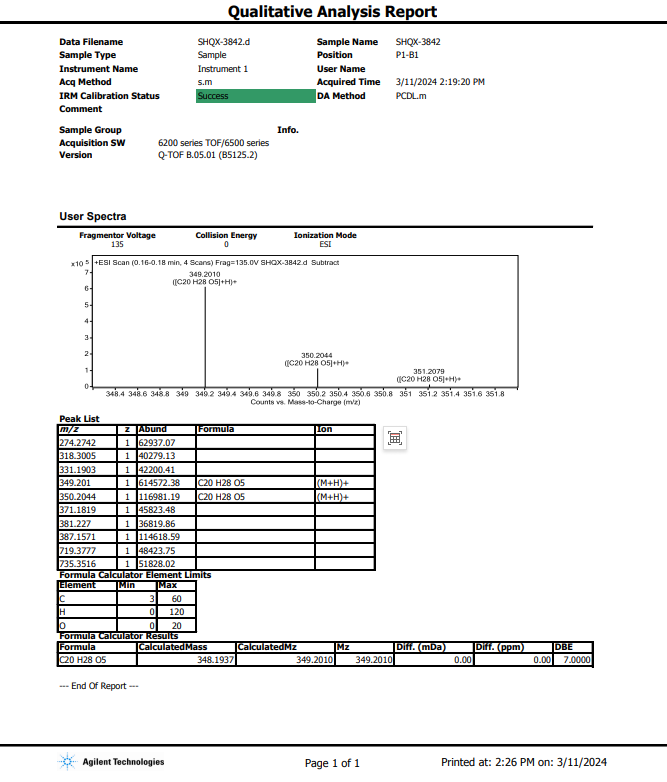 Qualitative Analysis Report
Data Filename SHQX-3842.d Sample Name SHQX-3842
Sample Type Sample Position P1-B1
Instrument Name Instrument 1 User Name
Acq Method s.m Acquired Time 3/11/2024 2:19:20 PM
IRM Calibration Status Success DA Method PCDL.m
Comment
Sample Group Info.
Acquisition SW 6200 series TOF/6500 series
Version Q-TOF B.05.01 (B5125.2)
User Spectra
Fragmentor Voltage Collision Energy Ionization Mode
135 0 ESI
x10 5 +ESI Scan (0.16-0.18 min, 4 Scans) Frag=135.0V SHQX-3842.d Subtract
7
349.2010
([C20 H28 O5]+H)+
6
5
4
3
2
350.2044
([C20 H28 O5]+H)+
1
351.2079
([C20 H28 O5]+H)+
0
348.4 348.6 348.8 349 349.2 349.4 349.6 349.8 350 350.2 350.4 350.6 350.8 351 351.2 351.4 351.6 351.8
Counts vs. Mass-to-Charge (m/z)
Peak List
m/z z Abund Formula Ion
274.2742 1 62937.07
318.3005 1 40279.13
331.1903 1 42200.41
349.201 1 614572.38 C20 H28 O5 (M+H)+
350.2044 1 116981.19 C20 H28 O5 (M+H)+
371.1819 1 45823.48
381.227 1 36819.86
387.1571 1 114618.59
719.3777 1 48423.75
735.3516 1 51828.02
Formula Calculator Element Limits
Element Min Max
C 3 60
H 0 120
O 0 20
Formula Calculator Results
Formula CalculatedMass CalculatedMz Mz Diff. (mDa) Diff. (ppm) DBE
C20 H28 O5 348.1937 349.2010 349.2010 0.00 0.00 7.0000
--- End Of Report ---
Agilent Technologies Page 1 of 1 Printed at: 2:26 PM on: 3/11/2024